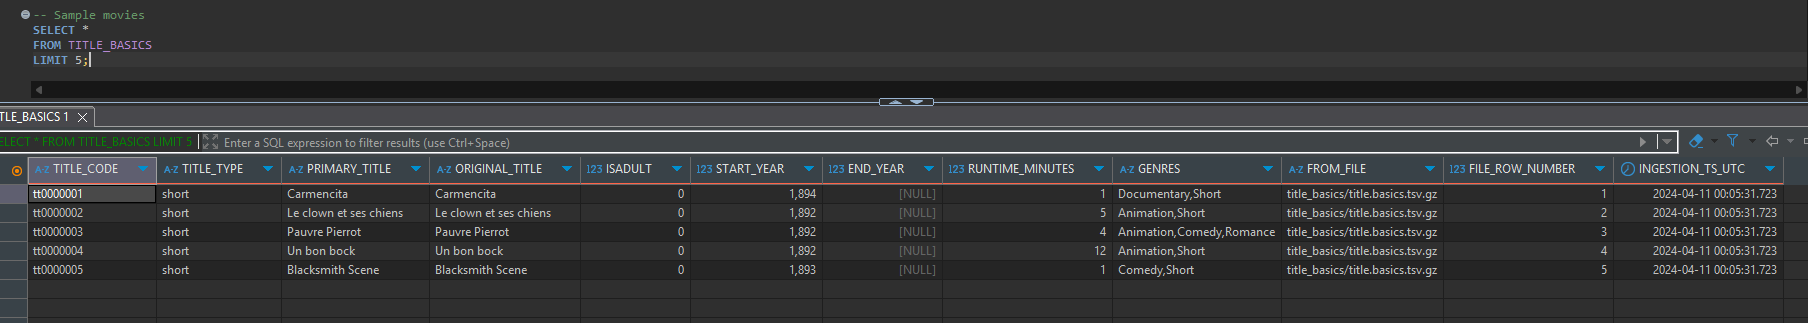 -- Sample movies
SELECT *
FROM TITLE_BASICS
LIMIT 5;
TLE_BASICS 1
ELECT * FROM TITLE_BASICS LIMIT 5 Enter a SQL expression to filter results (use Ctrl+Space)
A-Z TITLE_CODE A-Z TITLE_TYPE A-Z PRIMARY_TITLE A-Z ORIGINAL_TITLE 123 ISADULT 123 START_YEAR 123 END_YEAR 123 RUNTIME_MINUTES A-Z GENRES A-Z FROM_FILE 123 FILE_ROW_NUMBER INGESTION_TS_UTC
tt0000001 short Carmencita Carmencita 0 1,894 [NULL] 1 Documentary,Short title_basics/title.basics.tsv.gz 1 2024-04-11 00:05:31.723
tt0000002 short Le clown et ses chiens Le clown et ses chiens 0 1,892 [NULL] 5 Animation,Short title_basics/title.basics.tsv.gz 2 2024-04-11 00:05:31.723
tt0000003 short Pauvre Pierrot Pauvre Pierrot 0 1,892 [NULL] 4 Animation,Comedy,Romance title_basics/title.basics.tsv.gz 3 2024-04-11 00:05:31.723
tt0000004 short Un bon bock Un bon bock 0 1,892 [NULL] 12 Animation,Short title_basics/title.basics.tsv.gz 4 2024-04-11 00:05:31.723
tt0000005 short Blacksmith Scene Blacksmith Scene 0 1,893 [NULL] 1 Comedy,Short title_basics/title.basics.tsv.gz 5 2024-04-11 00:05:31.723